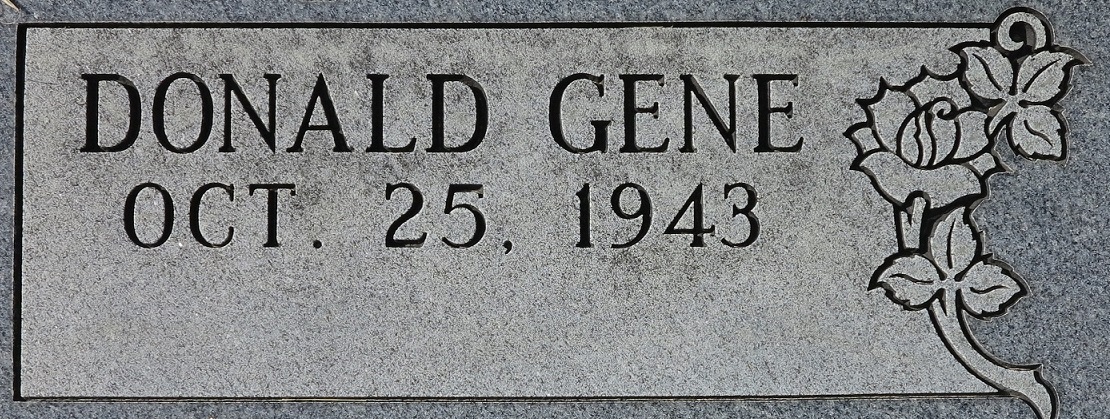 DONALD GENE
OCT. 25, 1943